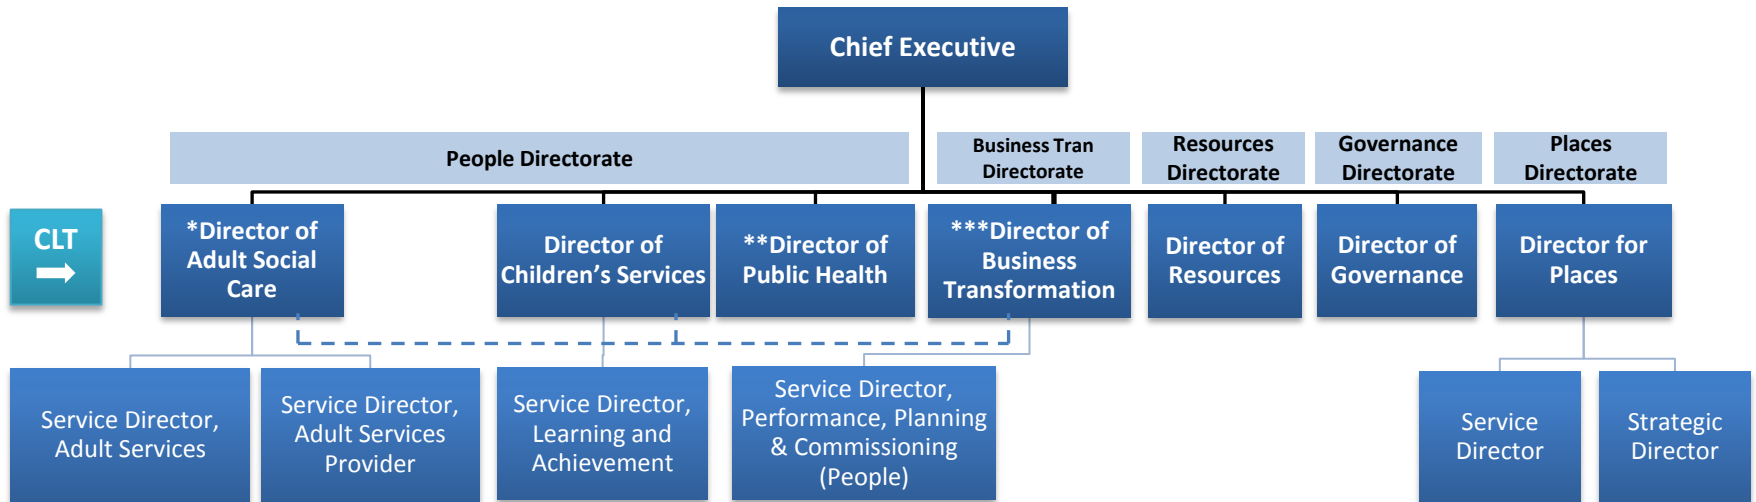 Chief Executive
People Directorate
Business Tran
Directorate
Resources
Directorate
Governance
Directorate
Places
Directorate
CLT
*Director of
Adult Social
Care
Director of
Children’s Services
**Director of
Public Health
***Director of
Business
Transformation
Director of
Resources
Director of
Governance
Director for
Places
Service Director,
Adult Services
Service Director,
Adult Services
Provider
Service Director,
Learning and
Achievement
Service Director,
Performance, Planning
& Commissioning
(People)
Service
Director
Strategic
Director